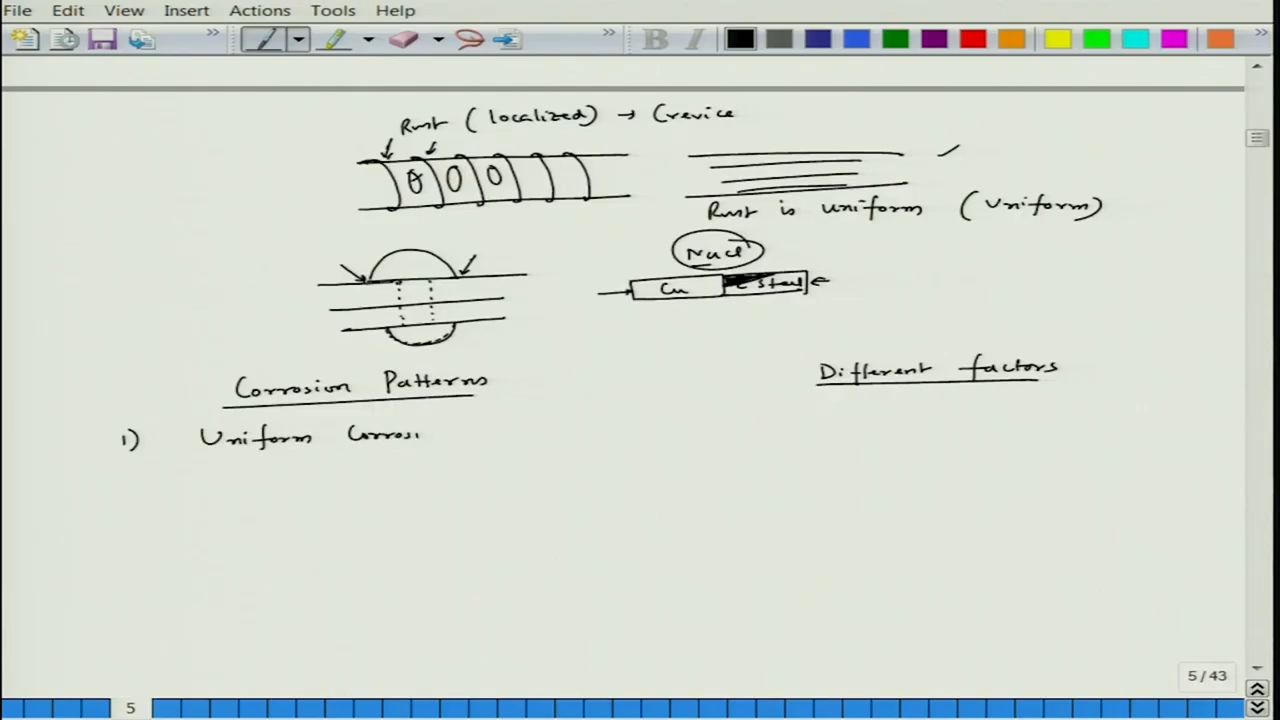 File Edit View Insert Actions Tools Help
B I
Rust (localized) → Crevice
Rust is uniform (Uniform)
NaCl
Cu Steel
Corrosion Patterns
Different factors
1) Uniform Corrosi
5 / 43
5